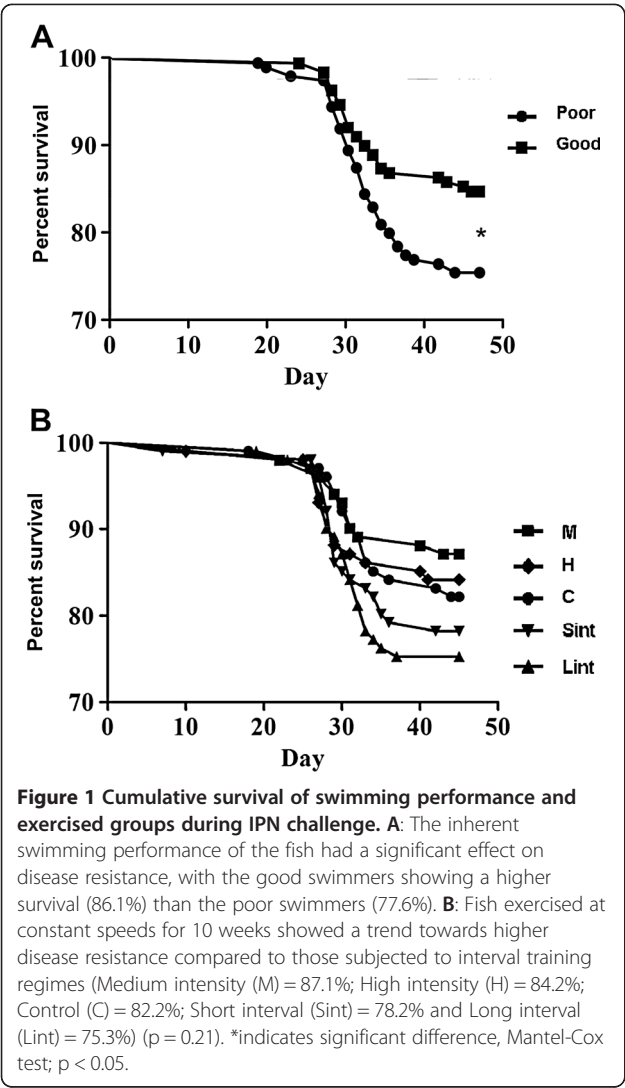 A
100
90
80
70
Percent survival
0 10 20 30 40 50
Day
Poor
Good
*
B
100
90
80
70
Percent survival
0 10 20 30 40 50
Day
M
H
C
Sint
Lint
Figure 1 Cumulative survival of swimming performance and
exercised groups during IPN challenge. A: The inherent
swimming performance of the fish had a significant effect on
disease resistance, with the good swimmers showing a higher
survival (86.1%) than the poor swimmers (77.6%). B: Fish exercised at
constant speeds for 10 weeks showed a trend towards higher
disease resistance compared to those subjected to interval training
regimes (Medium intensity (M) = 87.1%; High intensity (H) = 84.2%;
Control (C) = 82.2%; Short interval (Sint) = 78.2% and Long interval
(Lint) = 75.3%) (p = 0.21). *indicates significant difference, Mantel-Cox
test; p < 0.05.